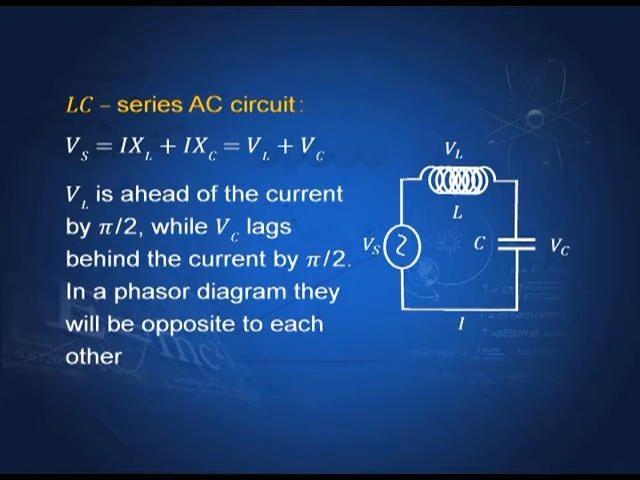 LC – series AC circuit:
V_S = IX_L + IX_C = V_L + V_C
V_L is ahead of the current
by π/2, while V_C lags
behind the current by π/2.
In a phasor diagram they
will be opposite to each
other
V_L
L
V_S
C
V_C
I